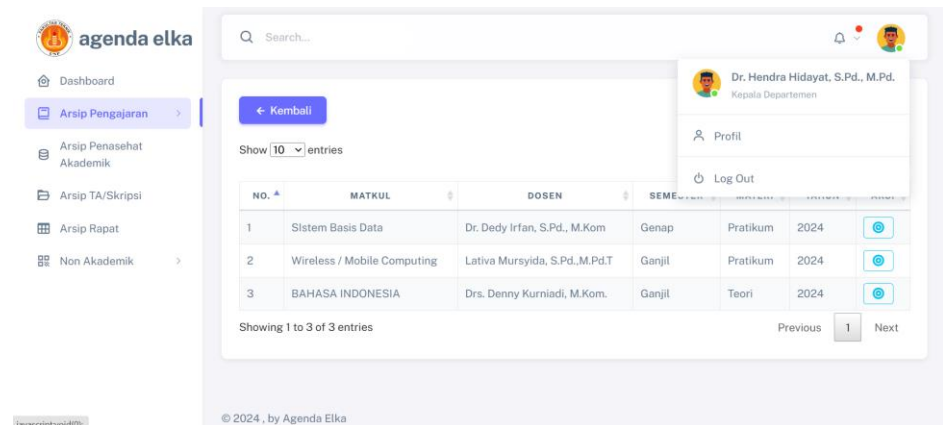 agenda elka
Search...
Dr. Hendra Hidayat, S.Pd., M.Pd.
Kepala Departemen
Profil
Log Out
Dashboard
Arsip Pengajaran
Arsip Penasehat
Akademik
Arsip TA/Skripsi
Arsip Rapat
Non Akademik
← Kembali
Show 10 entries
NO. MATKUL DOSEN SEMESTER MATERI TAHUN AKSI
1 SIstem Basis Data Dr. Dedy Irfan, S.Pd., M.Kom Genap Pratikum 2024
2 Wireless / Mobile Computing Lativa Mursyida, S.Pd.,M.Pd.T Ganjil Pratikum 2024
3 BAHASA INDONESIA Drs. Denny Kurniadi, M.Kom. Ganjil Teori 2024
Showing 1 to 3 of 3 entries
Previous 1 Next
© 2024 , by Agenda Elka